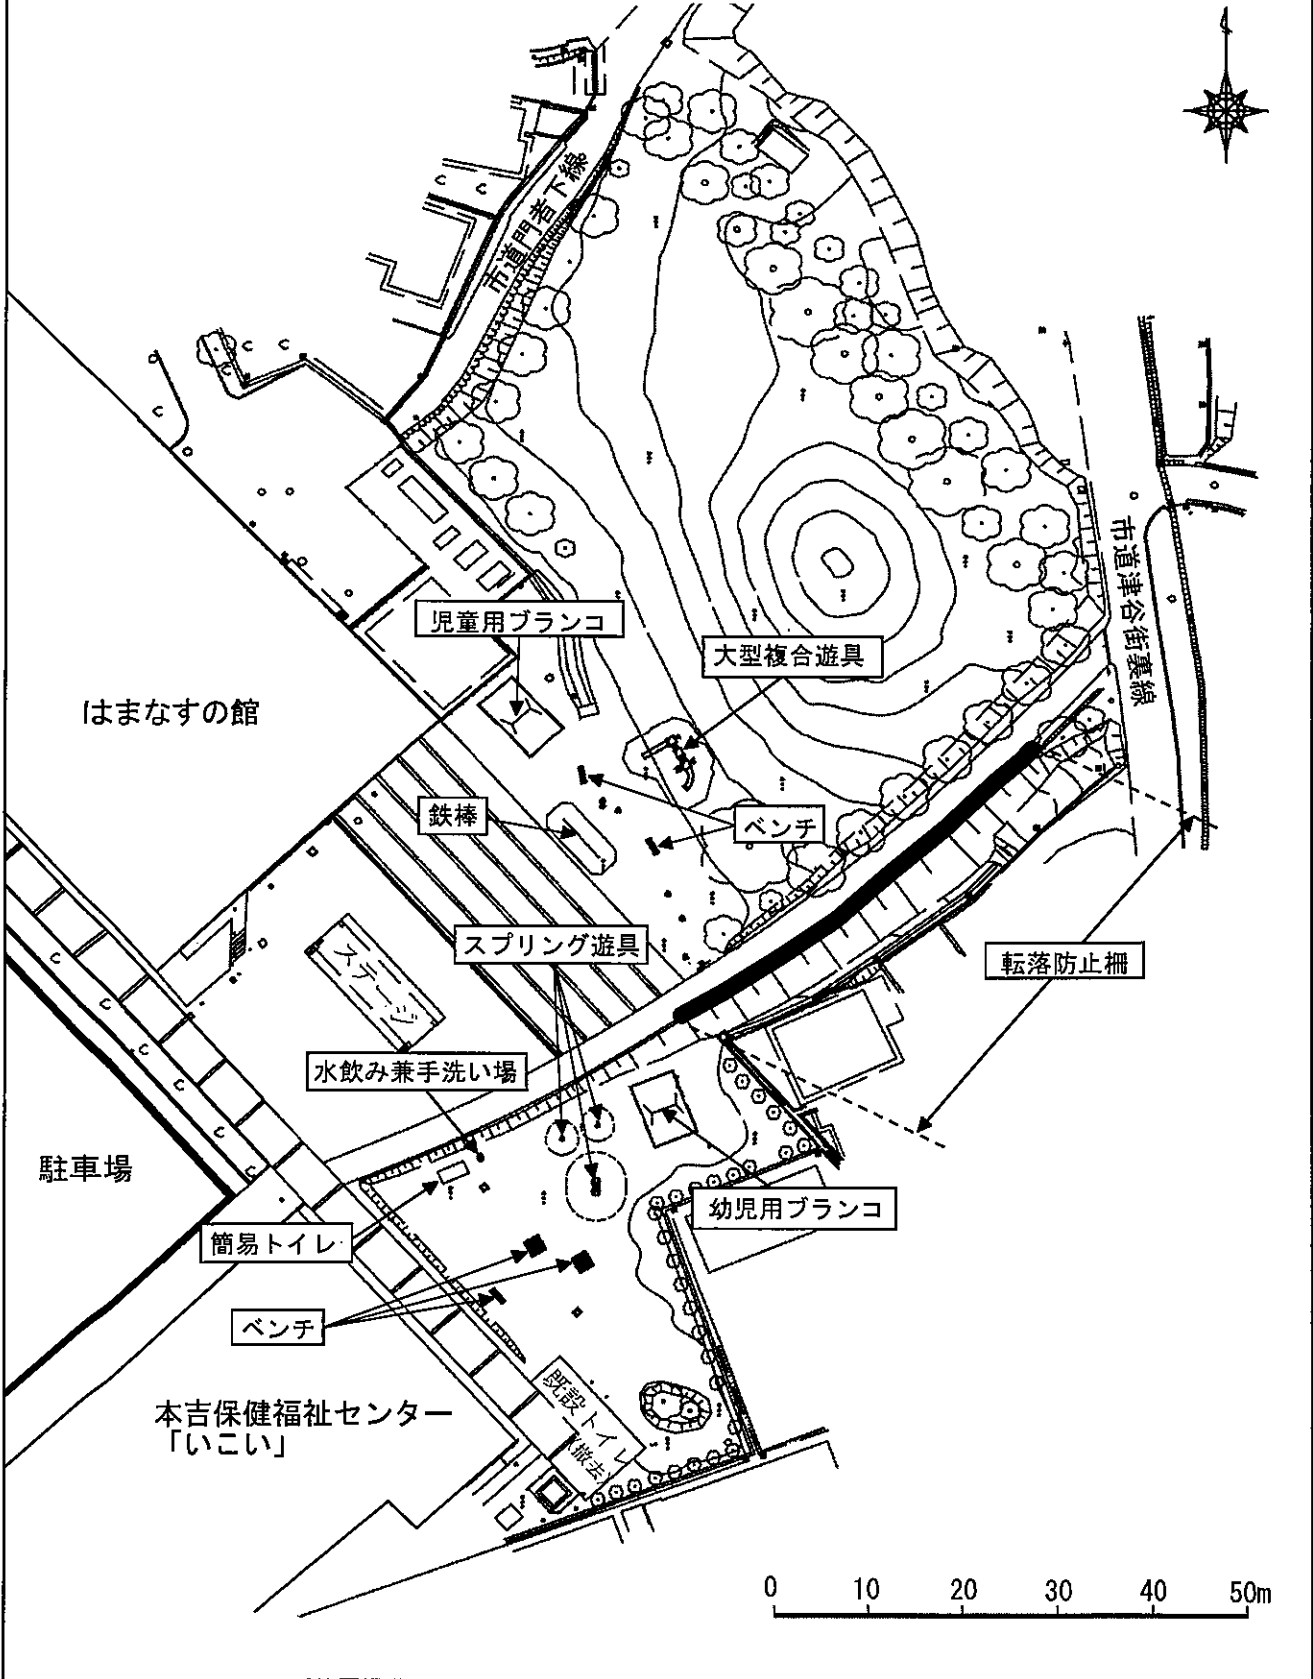 市道門者下線
市道津谷街裏線
児童用ブランコ
大型複合遊具
はまなすの館
鉄棒
ベンチ
スプリング遊具
ステージ
転落防止柵
水飲み兼手洗い場
駐車場
幼児用ブランコ
簡易トイレ
ベンチ
本吉保健福祉センター
「いこい」
既設トイレ
撤去
0 10 20 30 40 50m